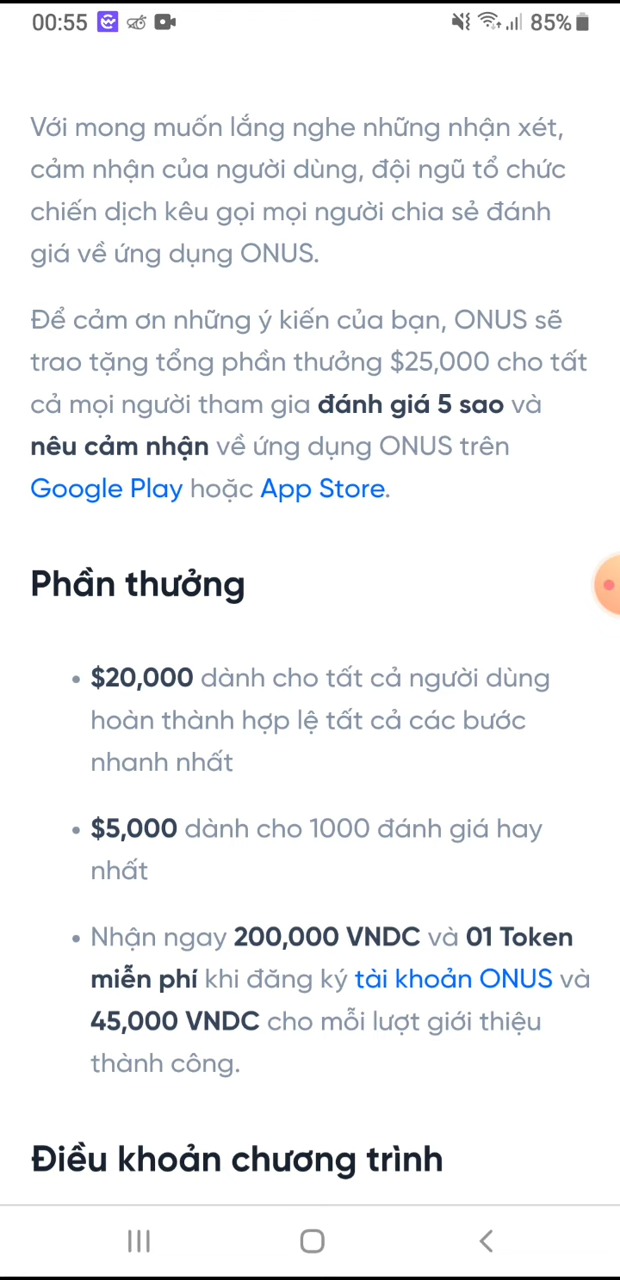 00:55
85%
Với mong muốn lắng nghe những nhận xét,
cảm nhận của người dùng, đội ngũ tổ chức
chiến dịch kêu gọi mọi người chia sẻ đánh
giá về ứng dụng ONUS.
Để cảm ơn những ý kiến của bạn, ONUS sẽ
trao tặng tổng phần thưởng $25,000 cho tất
cả mọi người tham gia đánh giá 5 sao và
nêu cảm nhận về ứng dụng ONUS trên
Google Play hoặc App Store.
Phần thưởng
• $20,000 dành cho tất cả người dùng
hoàn thành hợp lệ tất cả các bước
nhanh nhất
• $5,000 dành cho 1000 đánh giá hay
nhất
• Nhận ngay 200,000 VNDC và 01 Token
miễn phí khi đăng ký tài khoản ONUS và
45,000 VNDC cho mỗi lượt giới thiệu
thành công.
Điều khoản chương trình